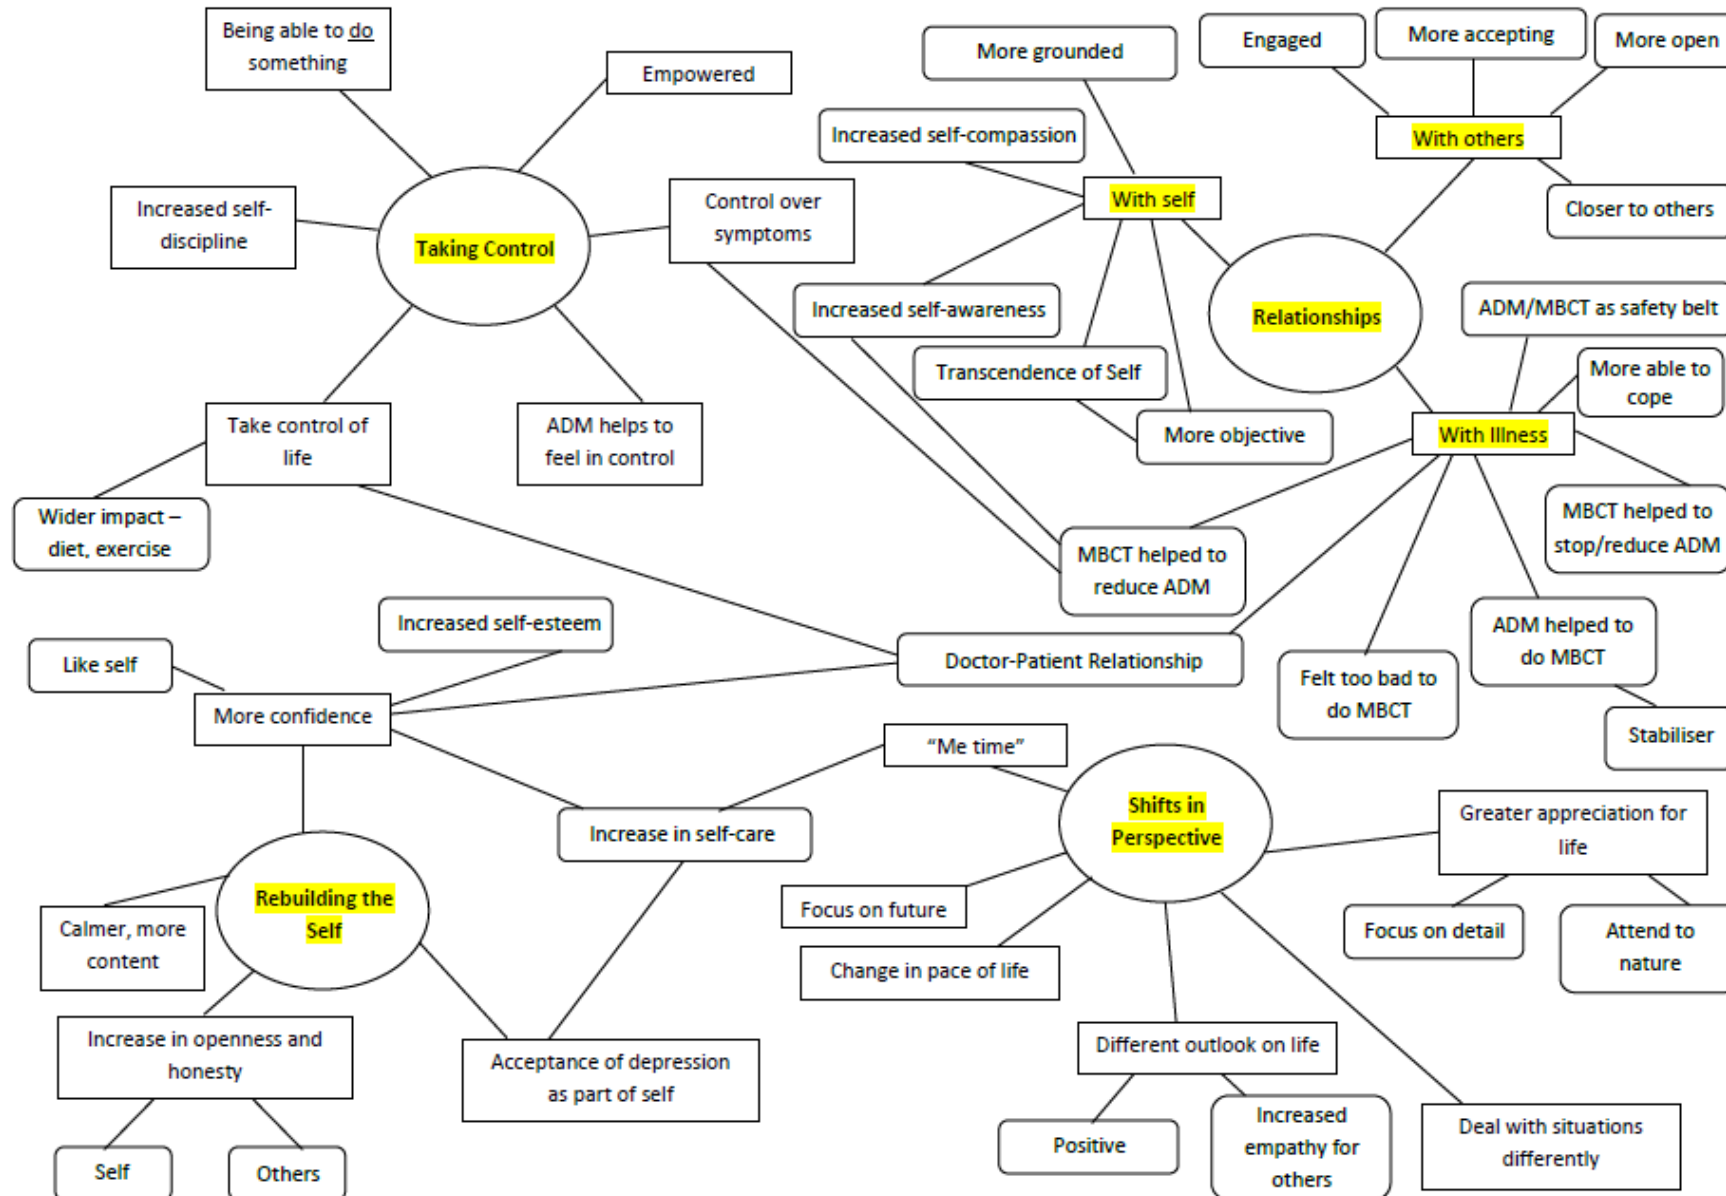 Being able to do
something
Empowered
More grounded
Engaged
More accepting
More open
Increased self-compassion
With others
Increased self-
discipline
Control over
symptoms
With self
Closer to others
Taking Control
Increased self-awareness
Relationships
ADM/MBCT as safety belt
Transcendence of Self
More able to
cope
Take control of
life
ADM helps to
feel in control
More objective
With Illness
Wider impact –
diet, exercise
MBCT helped to
reduce ADM
MBCT helped to
stop/reduce ADM
Increased self-esteem
ADM helped to
do MBCT
Like self
Doctor-Patient Relationship
Felt too bad to
do MBCT
More confidence
Stabiliser
“Me time”
Increase in self-care
Shifts in
Perspective
Greater appreciation for
life
Rebuilding the
Self
Focus on future
Calmer, more
content
Focus on detail
Attend to
nature
Change in pace of life
Increase in openness and
honesty
Acceptance of depression
as part of self
Different outlook on life
Self
Others
Positive
Increased
empathy for
others
Deal with situations
differently